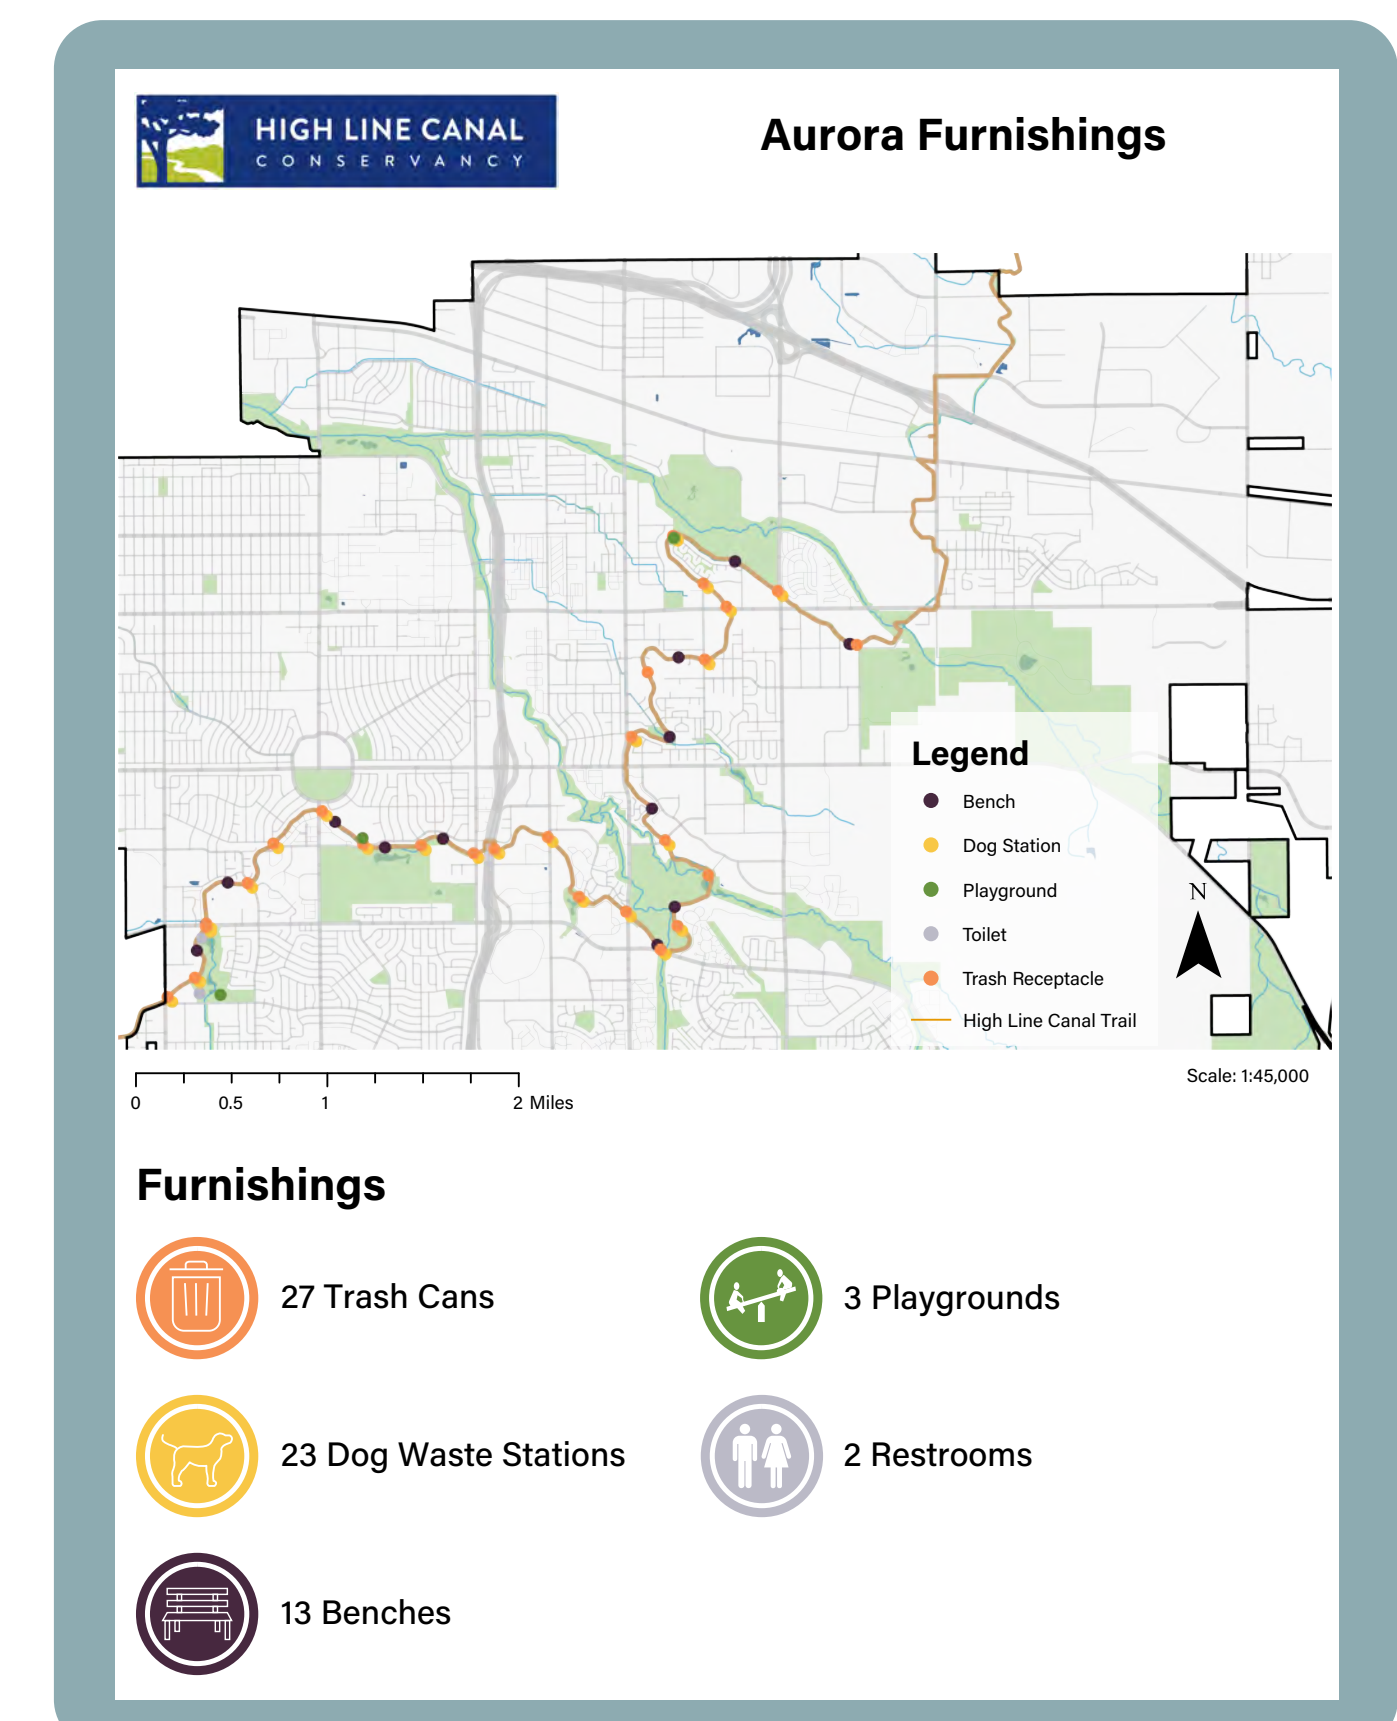 HIGH LINE CANAL
CONSERVANCY
Aurora Furnishings
Legend
Bench
Dog Station
Playground
Toilet
Trash Receptacle
High Line Canal Trail
N
Scale: 1:45,000
0 0.5 1 2 Miles
Furnishings
27 Trash Cans
3 Playgrounds
23 Dog Waste Stations
2 Restrooms
13 Benches